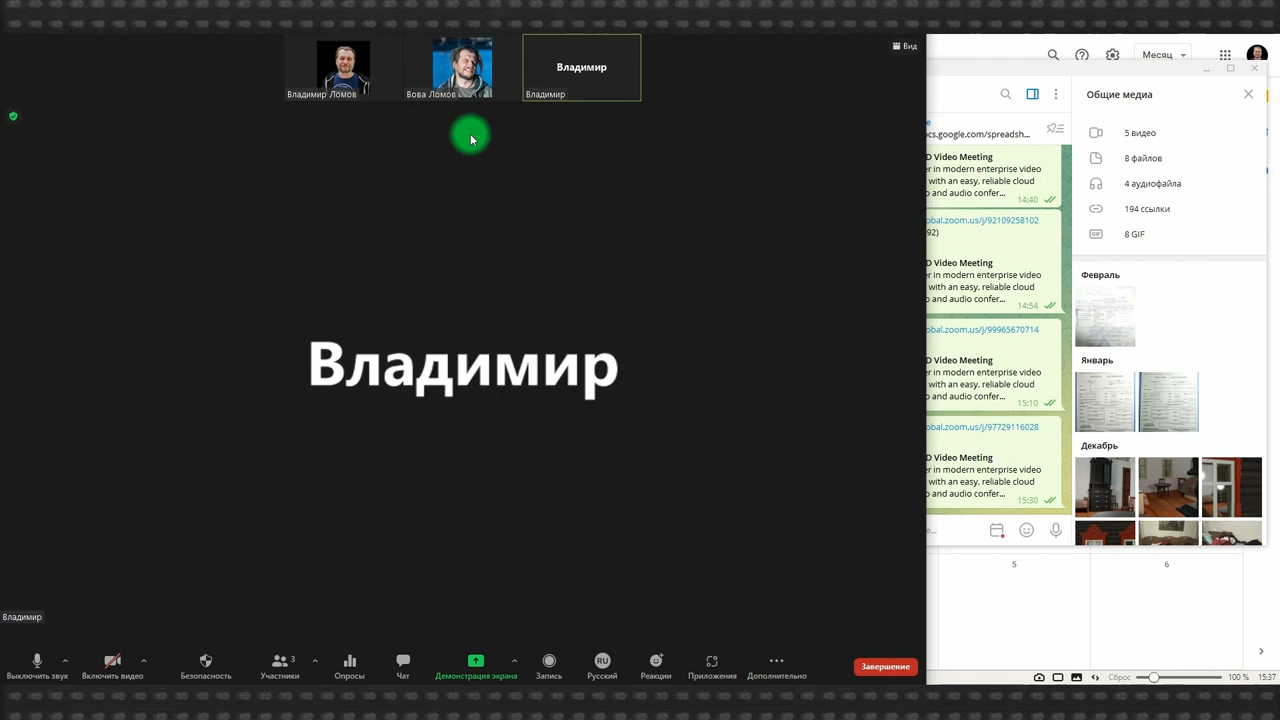 Вид
Владимир Ломов
Вова Ломов
Владимир
Владимир
Владимир
Владимир
Выключить звук
Включить видео
Безопасность
3
Участники
Опросы
Чат
Демонстрация экрана
Запись
RU
Русский
Реакции
Приложения
Дополнительно
Завершение
Месяц
ocs.google.com/spreadsh...
D Video Meeting
er in modern enterprise video
with an easy, reliable cloud
o and audio confer...
14:40
obal.zoom.us/j/92109258102
92)
D Video Meeting
er in modern enterprise video
with an easy, reliable cloud
o and audio confer...
14:54
obal.zoom.us/j/99965670714
D Video Meeting
er in modern enterprise video
with an easy, reliable cloud
o and audio confer...
15:10
obal.zoom.us/j/97729116028
D Video Meeting
er in modern enterprise video
with an easy, reliable cloud
o and audio confer...
15:30
Общие медиа
5 видео
8 файлов
4 аудиофайла
194 ссылки
GIF
8 GIF
Февраль
Январь
Декабрь
5
6
Сброс
100 %
15:37